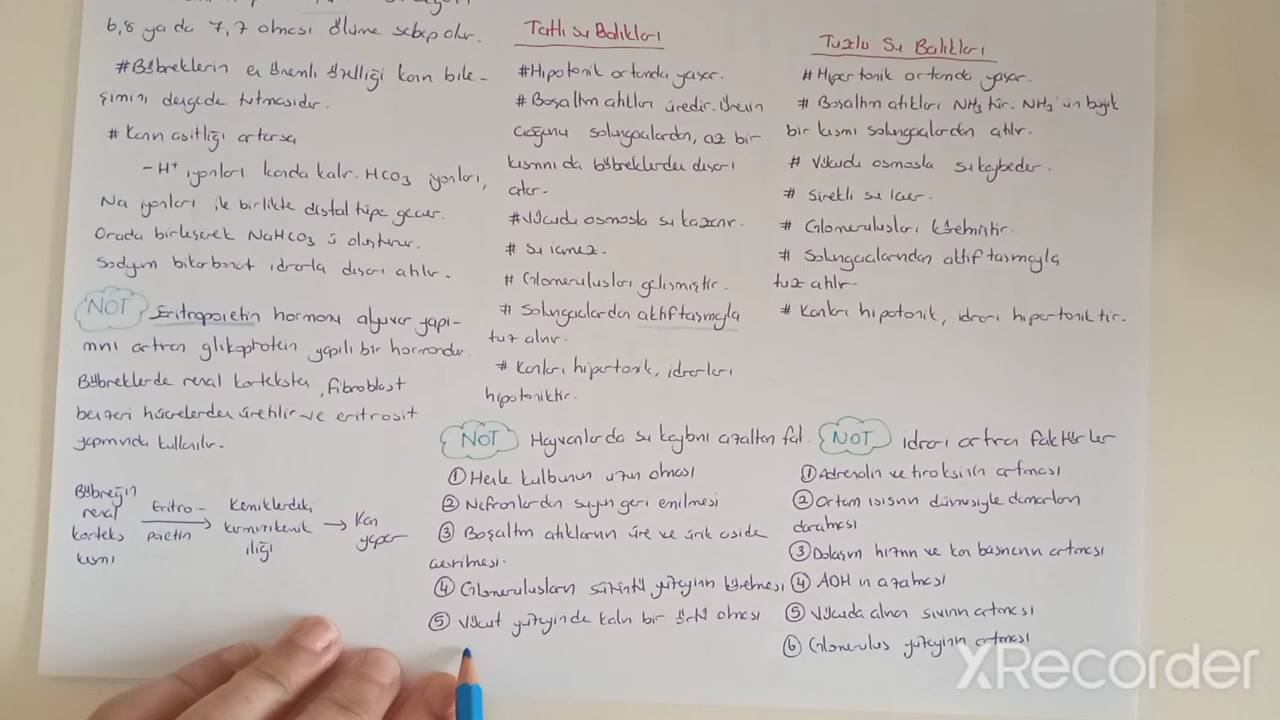 6,8 ya da 7,7 olması ölüme sebep olur.
#Böbreklerin en önemli özelliği kan bile-
şimini dengede tutmasıdır.
# Kan asitliği artarsa
- H+ iyonları kanda kalır. HCO3 iyonları,
Na iyonları ile birlikte distal tüpe geçer.
Orada birleşerek NaHCO3 ü oluşturur.
Sodyum bikarbonat idrarla dışarı atılır.
NOT Eritropoietin hormonu alyuvar yapı-
mını artıran glikoprotein yapılı bir hormondur.
Böbreklerde renal korteksten, fibroblast
benzeri hücrelerden üretilir ve eritrosit
yapımında kullanılır.
Böbreğin
renal
korteks
kısmı
Eritro-
poietin
Kemiklerdeki
kırmızı kemik
iliği
Kan
yapar
Tatlı su Balıkları
#Hipotonik ortamda yaşar.
# Boşaltım atıkları üredir. Ürenin
çoğunu solungaçlardan, az bir
kısmını da böbreklerden dışarı
atar.
#Vücudu osmosla su kazanır.
# Su içmez.
# Glomerulusları gelişmiştir.
# Solungaçlardan aktif taşımayla
tuz alınır.
# Kanları hipertonik, idrarları
hipotoniktir.
Tuzlu Su Balıkları
# Hipertonik ortamda yaşar.
# Boşaltım atıkları NH3 tür. NH3 ün büyük
bir kısmı solungaçlardan atılır.
# Vücudu osmosla su kaybeder.
# Sürekli su içer.
# Glomerulusları körelmiştir.
# Solungaçlarından aktif taşımayla
tuz atılır
# Kanları hipotonik, idrarı hipertoniktir.
NOT Hayvanlarda su kaybını azaltan fak.
① Henle kulbunun uzun olması
② Nefronlardan suyun geri emilmesi
③ Boşaltım atıklarının üre ve ürik aside
çevrilmesi.
④ Glomerulusların süzüntü yüzeyinin körelmesi
⑤ Vücut yüzeyinde kalın bir örtü olması
NOT idrarı artıran faktörler
① Adrenalin ve tiroksinin artması
② Ortam ısısının düşmesiyle damarların
daralması
③ Dolaşım hızının ve kan basıncının artması
④ ADH ın azalması
⑤ Vücuda alınan sıvının artması
⑥ Glomerulus yüzeyinin artması
XRecorder